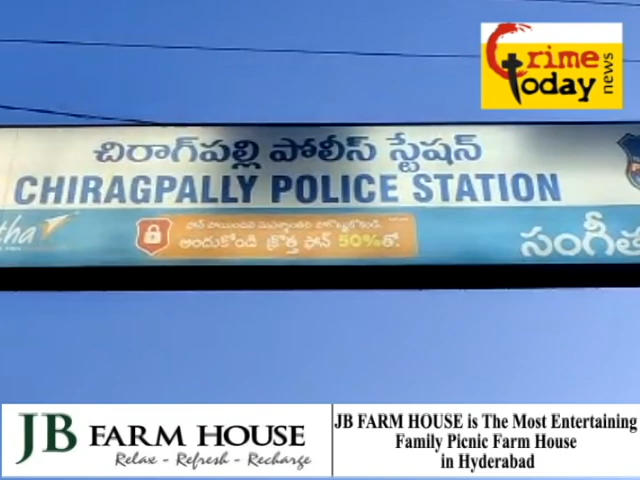 Crime
Today
news
చిరాగ్‌పల్లి పోలీస్ స్టేషన్
CHIRAGPALLY POLICE STATION
tha
అందుకోండి క్రొత్త ఫోన్ 50%తో.
సంగీత
JB FARM HOUSE
Relax - Refresh - Recharge
JB FARM HOUSE is The Most Entertaining
Family Picnic Farm House
in Hyderabad